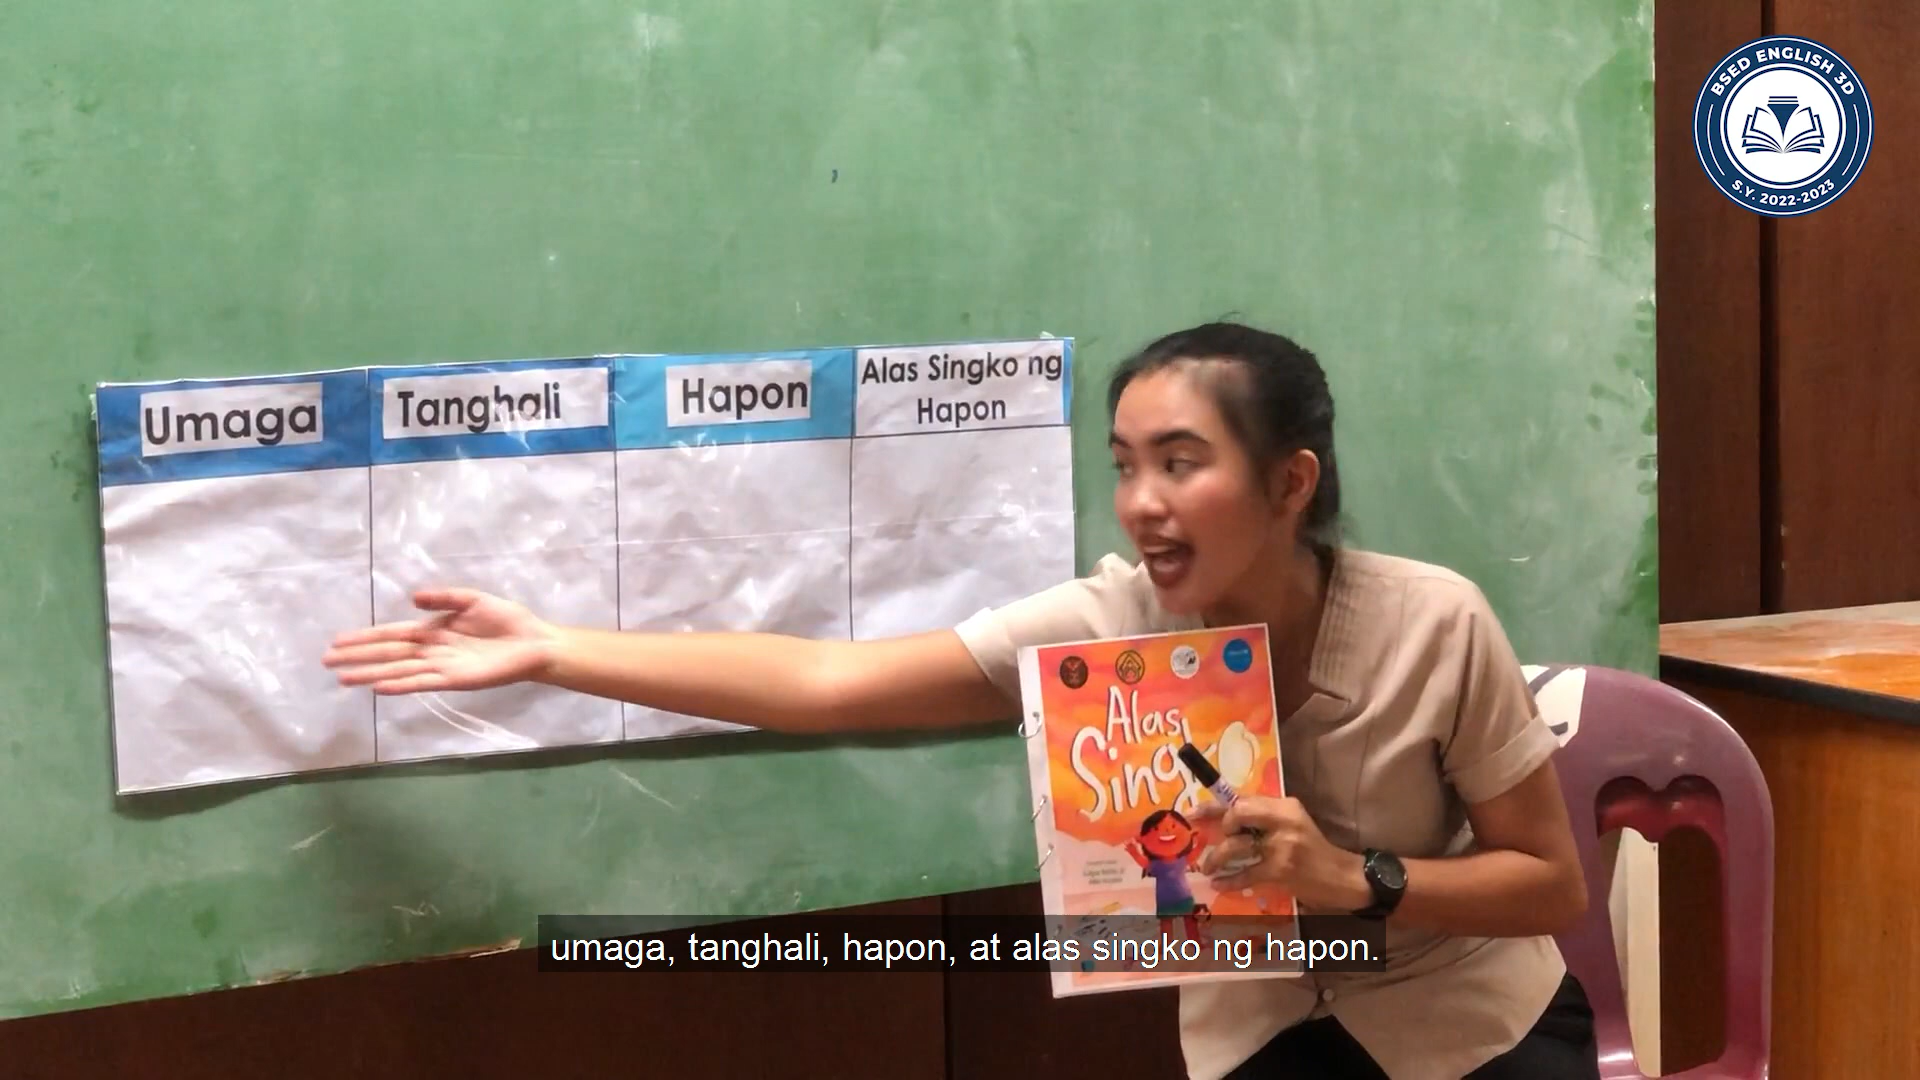 BSED ENGLISH 3D
S.Y. 2022-2023
Umaga
Tanghali
Hapon
Alas Singko ng
Hapon
Alas
Singko
umaga, tanghali, hapon, at alas singko ng hapon.